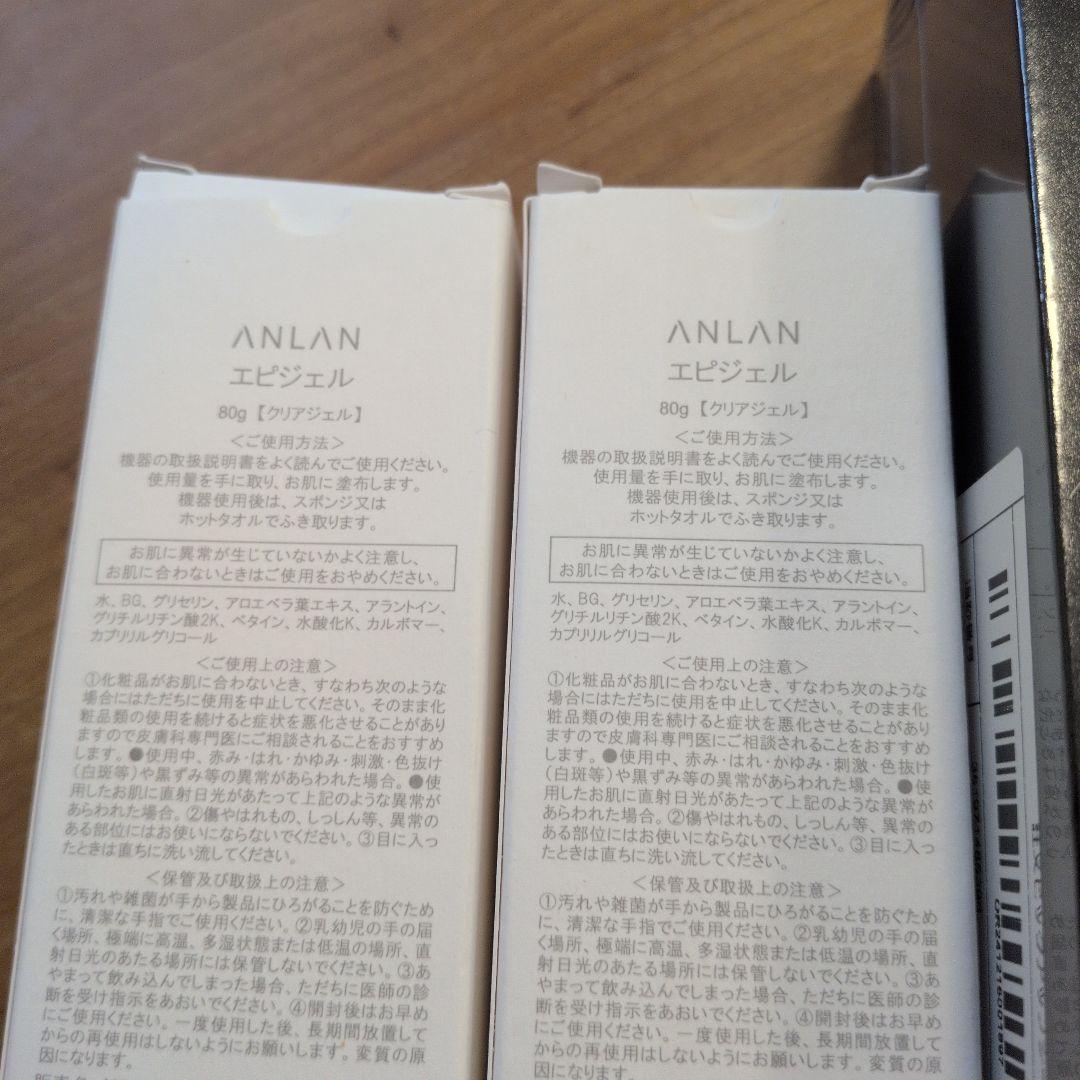 ANLAN
エピジェル
80g【クリアジェル】
<ご使用方法>
機器の取扱説明書をよく読んでご使用ください。
使用量を手に取り、お肌に塗布します。
機器使用後は、スポンジ又は
ホットタオルでふき取ります。
お肌に異常が生じていないかよく注意し、
お肌に合わないときはご使用をおやめください。
水、BG、グリセリン、アロエベラ葉エキス、アラントイン、
グリチルリチン酸2K、ベタイン、水酸化K、カルボマー、
カプリリルグリコール
<ご使用上の注意>
①化粧品がお肌に合わないとき、すなわち次のような
場合にはただちに使用を中止してください。そのまま化
粧品類の使用を続けると症状を悪化させることがあり
ますので皮膚科専門医にご相談されることをおすすめ
します。●使用中、赤み・はれ・かゆみ・刺激・色抜け
(白斑等)や黒ずみ等の異常があらわれた場合。●使
用したお肌に直射日光があたって上記のような異常が
あらわれた場合。②傷やはれもの、しっしん等、異常の
ある部位にはお使いにならないでください。③目に入っ
たときは直ちに洗い流してください。
<保管及び取扱上の注意>
①汚れや雑菌が手から製品にひろがることを防ぐため
に、清潔な手指でご使用ください。②乳幼児の手の届
く場所、極端に高温、多湿状態または低温の場所、直
射日光のあたる場所には保管しないでください。③あ
やまって飲み込んでしまった場合、ただちに医師の診
断を受け指示をあおいでください。④開封後はお早め
にご使用ください。一度使用した後、長期間放置して
からの再使用はしないようにお願いします。変質の原
因になります。
ANLAN
エピジェル
80g【クリアジェル】
<ご使用方法>
機器の取扱説明書をよく読んでご使用ください。
使用量を手に取り、お肌に塗布します。
機器使用後は、スポンジ又は
ホットタオルでふき取ります。
お肌に異常が生じていないかよく注意し、
お肌に合わないときはご使用をおやめください。
水、BG、グリセリン、アロエベラ葉エキス、アラントイン、
グリチルリチン酸2K、ベタイン、水酸化K、カルボマー、
カプリリルグリコール
<ご使用上の注意>
①化粧品がお肌に合わないとき、すなわち次のような
場合にはただちに使用を中止してください。そのまま化
粧品類の使用を続けると症状を悪化させることがあり
ますので皮膚科専門医にご相談されることをおすすめ
します。●使用中、赤み・はれ・かゆみ・刺激・色抜け
(白斑等)や黒ずみ等の異常があらわれた場合。●使
用したお肌に直射日光があたって上記のような異常が
あらわれた場合。②傷やはれもの、しっしん等、異常の
ある部位にはお使いにならないでください。③目に入っ
たときは直ちに洗い流してください。
<保管及び取扱上の注意>
①汚れや雑菌が手から製品にひろがることを防ぐため
に、清潔な手指でご使用ください。②乳幼児の手の届
く場所、極端に高温、多湿状態または低温の場所、直
射日光のあたる場所には保管しないでください。③あ
やまって飲み込んでしまった場合、ただちに医師の診
断を受け指示をあおいでください。④開封後はお早め
にご使用ください。一度使用した後、長期間放置して
からの再使用はしないようにお願いします。変質の原
因になります。